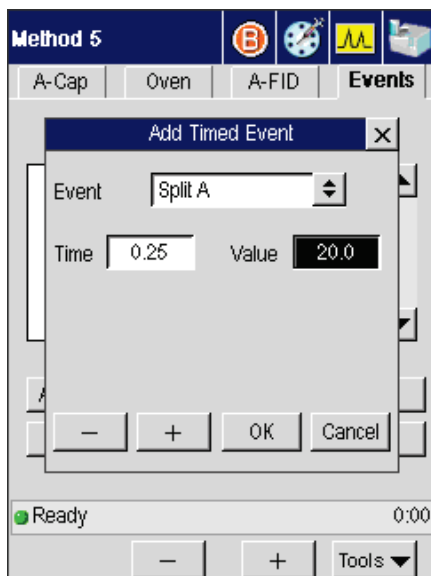 Method 5
B
A-Cap Oven A-FID Events
Add Timed Event
Event Split A
Time 0.25 Value 20.0
− + OK Cancel
Ready 0:00
− + Tools